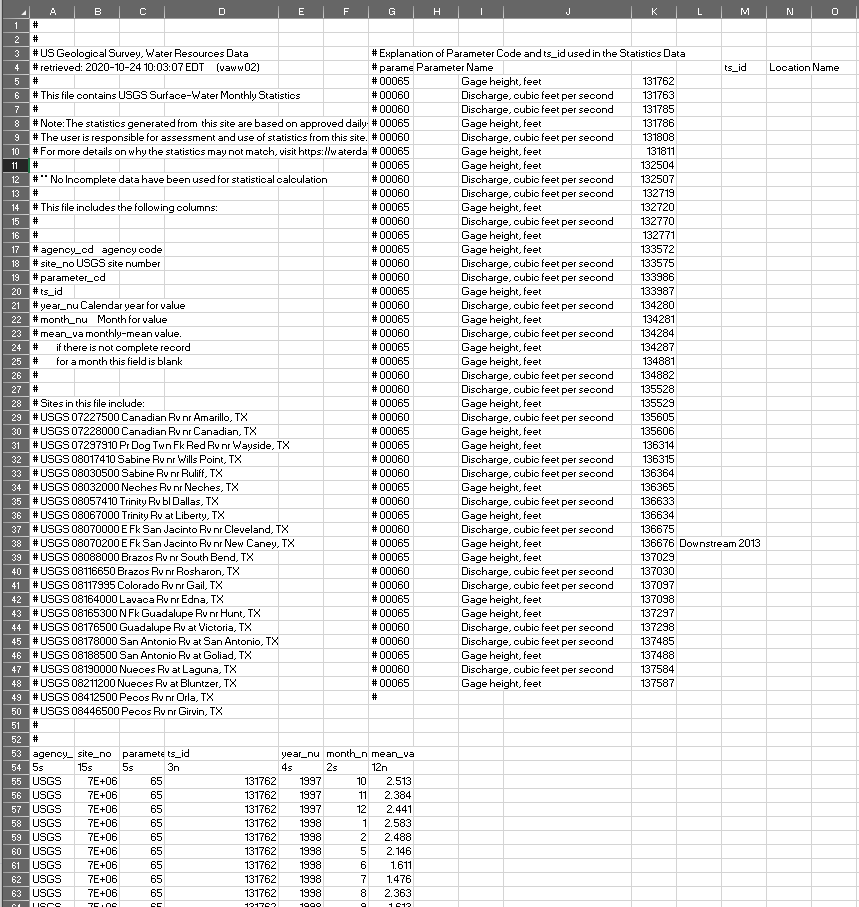 A B C D E F G H I J K L M N O
1 #
2 #
3 # US Geological Survey, Water Resources Data # Explanation of Parameter Code and ts_id used in the Statistics Data
4 # retrieved: 2020-10-24 10:03:07 EDT (vaww02) # parame Parameter Name ts_id Location Name
5 # # 00065 Gage height, feet 131762
6 # This file contains USGS Surface-Water Monthly Statistics # 00060 Discharge, cubic feet per second 131763
7 # # 00060 Discharge, cubic feet per second 131785
8 # Note:The statistics generated from this site are based on approved daily- # 00065 Gage height, feet 131786
9 # The user is responsible for assessment and use of statistics from this site. # 00060 Discharge, cubic feet per second 131808
10 # For more details on why the statistics may not match, visit https://waterda # 00065 Gage height, feet 131811
11 # # 00065 Gage height, feet 132504
12 # ** No Incomplete data have been used for statistical calculation # 00060 Discharge, cubic feet per second 132507
13 # # 00060 Discharge, cubic feet per second 132719
14 # This file includes the following columns: # 00065 Gage height, feet 132720
15 # # 00060 Discharge, cubic feet per second 132770
16 # # 00065 Gage height, feet 132771
17 # agency_cd agency code # 00065 Gage height, feet 133572
18 # site_no USGS site number # 00060 Discharge, cubic feet per second 133575
19 # parameter_cd # 00060 Discharge, cubic feet per second 133986
20 # ts_id # 00065 Gage height, feet 133987
21 # year_nu Calendar year for value # 00060 Discharge, cubic feet per second 134280
22 # month_nu Month for value # 00065 Gage height, feet 134281
23 # mean_va monthly-mean value. # 00060 Discharge, cubic feet per second 134284
24 # if there is not complete record # 00065 Gage height, feet 134287
25 # for a month this field is blank # 00065 Gage height, feet 134881
26 # # 00060 Discharge, cubic feet per second 134882
27 # # 00060 Discharge, cubic feet per second 135528
28 # Sites in this file include: # 00065 Gage height, feet 135529
29 # USGS 07227500 Canadian Rv nr Amarillo, TX # 00060 Discharge, cubic feet per second 135605
30 # USGS 07228000 Canadian Rv nr Canadian, TX # 00065 Gage height, feet 135606
31 # USGS 07297910 Pr Dog Twn Fk Red Rv nr Wayside, TX # 00065 Gage height, feet 136314
32 # USGS 08017410 Sabine Rv nr Wills Point, TX # 00060 Discharge, cubic feet per second 136315
33 # USGS 08030500 Sabine Rv nr Ruliff, TX # 00060 Discharge, cubic feet per second 136364
34 # USGS 08032000 Neches Rv nr Neches, TX # 00065 Gage height, feet 136365
35 # USGS 08057410 Trinity Rv bl Dallas, TX # 00060 Discharge, cubic feet per second 136633
36 # USGS 08067000 Trinity Rv at Liberty, TX # 00065 Gage height, feet 136634
37 # USGS 08070000 E Fk San Jacinto Rv nr Cleveland, TX # 00060 Discharge, cubic feet per second 136675
38 # USGS 08070200 E Fk San Jacinto Rv nr New Caney, TX # 00065 Gage height, feet 136676 Downstream 2013
39 # USGS 08088000 Brazos Rv nr South Bend, TX # 00065 Gage height, feet 137029
40 # USGS 08116650 Brazos Rv nr Rosharon, TX # 00060 Discharge, cubic feet per second 137030
41 # USGS 08117995 Colorado Rv nr Gail, TX # 00060 Discharge, cubic feet per second 137097
42 # USGS 08164000 Lavaca Rv nr Edna, TX # 00065 Gage height, feet 137098
43 # USGS 08165300 N Fk Guadalupe Rv nr Hunt, TX # 00065 Gage height, feet 137297
44 # USGS 08176500 Guadalupe Rv at Victoria, TX # 00060 Discharge, cubic feet per second 137298
45 # USGS 08178000 San Antonio Rv at San Antonio, TX # 00060 Discharge, cubic feet per second 137485
46 # USGS 08188500 San Antonio Rv at Goliad, TX # 00065 Gage height, feet 137488
47 # USGS 08190000 Nueces Rv at Laguna, TX # 00060 Discharge, cubic feet per second 137584
48 # USGS 08211200 Nueces Rv at Bluntzer, TX # 00065 Gage height, feet 137587
49 # USGS 08412500 Pecos Rv nr Orla, TX #
50 # USGS 08446500 Pecos Rv nr Girvin, TX
51 #
52 #
53 agency_ site_no paramete ts_id year_nu month_n mean_va
54 5s 15s 5s 3n 4s 2s 12n
55 USGS 7E+06 65 131762 1997 10 2.513
56 USGS 7E+06 65 131762 1997 11 2.384
57 USGS 7E+06 65 131762 1997 12 2.441
58 USGS 7E+06 65 131762 1998 1 2.583
59 USGS 7E+06 65 131762 1998 2 2.488
60 USGS 7E+06 65 131762 1998 5 2.146
61 USGS 7E+06 65 131762 1998 6 1.611
62 USGS 7E+06 65 131762 1998 7 1.476
63 USGS 7E+06 65 131762 1998 8 2.363